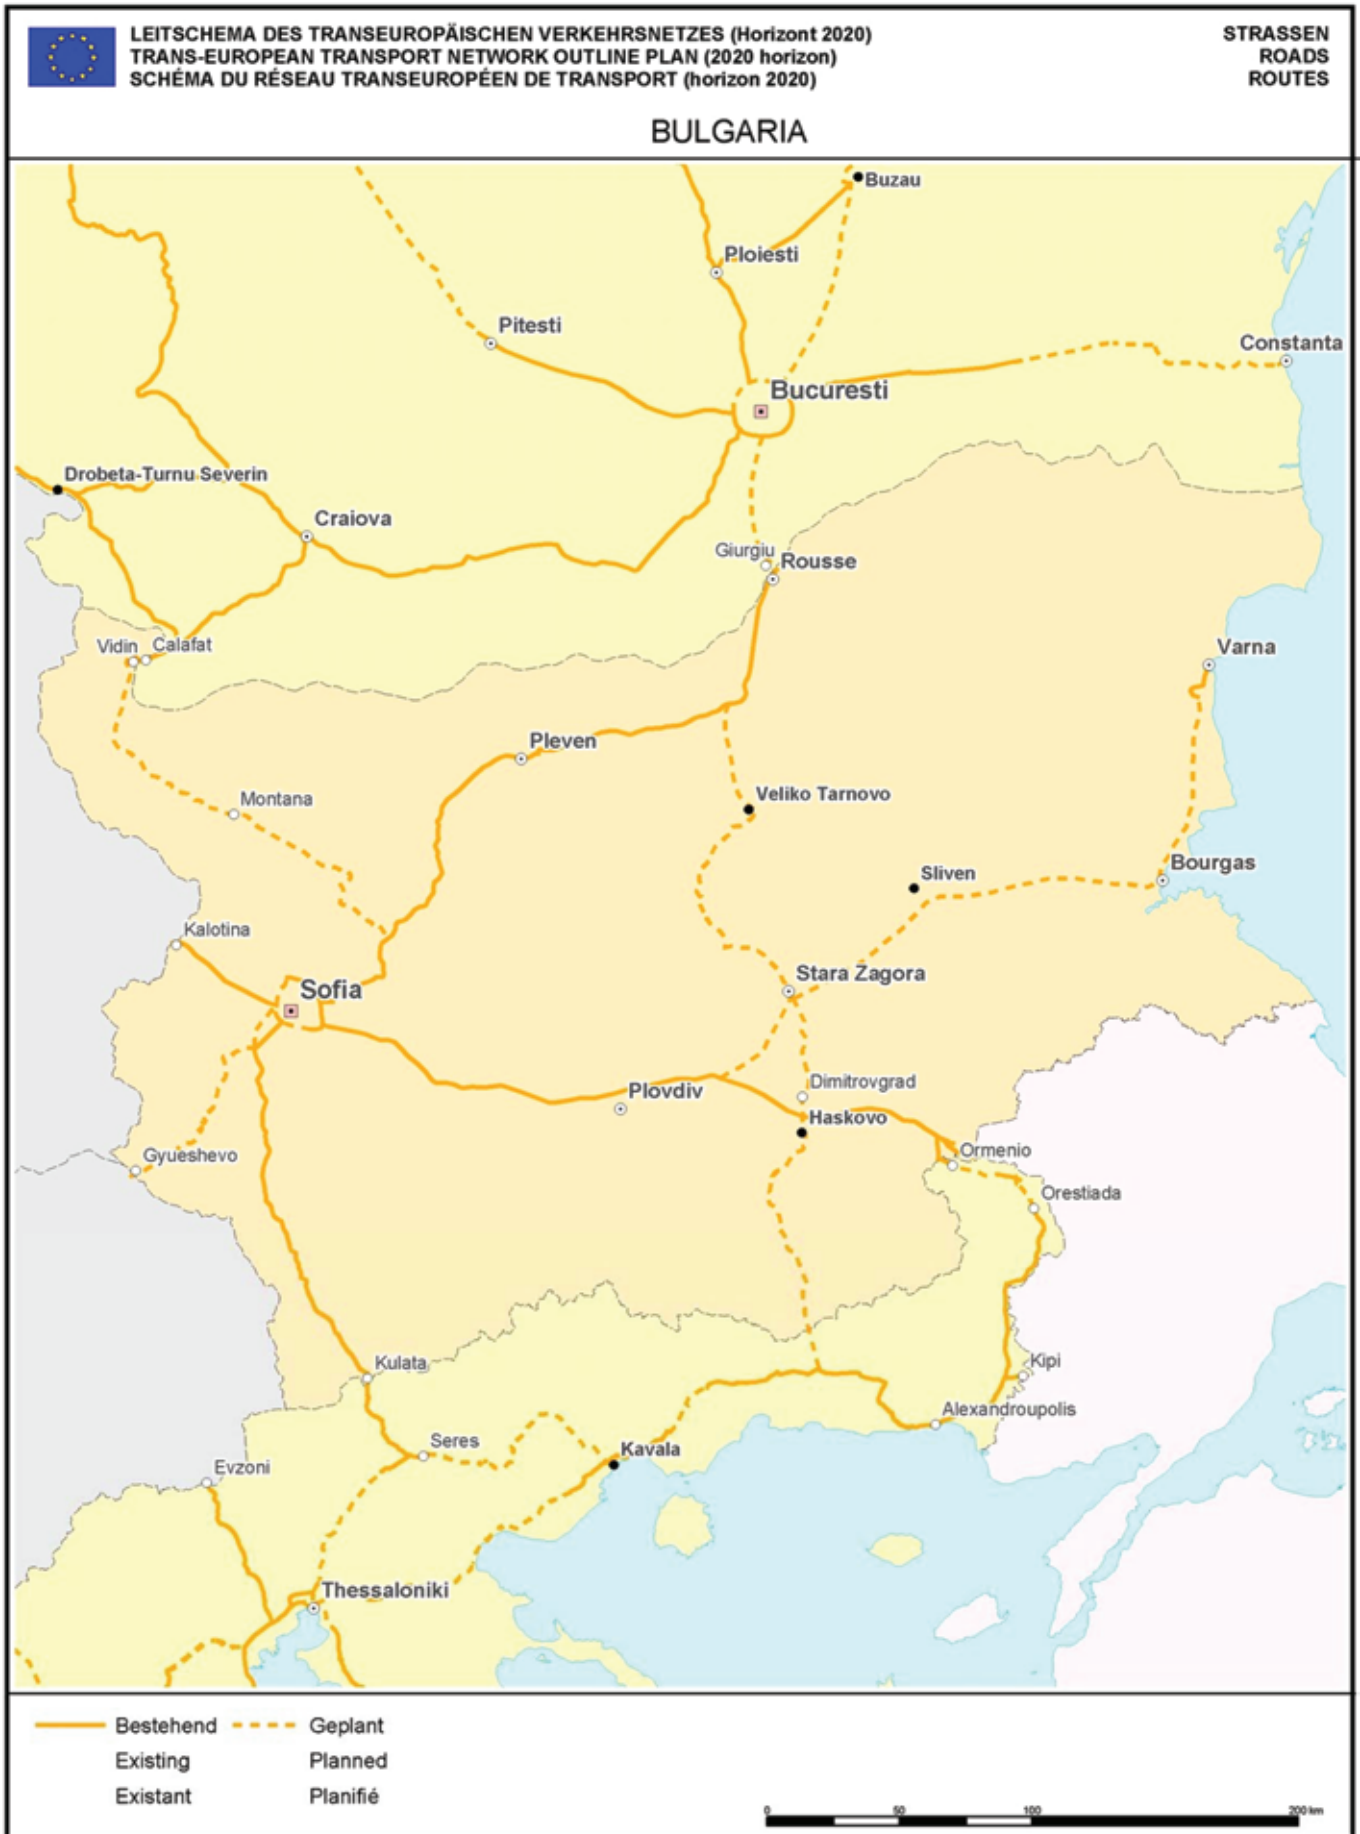 LEITSCHEMA DES TRANSEUROPÄISCHEN VERKEHRSNETZES (Horizont 2020)
TRANS-EUROPEAN TRANSPORT NETWORK OUTLINE PLAN (2020 horizon)
SCHÉMA DU RÉSEAU TRANSEUROPÉEN DE TRANSPORT (horizon 2020)
STRASSEN
ROADS
ROUTES
BULGARIA
Buzau
Ploiesti
Pitesti
Constanta
Bucuresti
Drobeta-Turnu Severin
Craiova
Giurgiu
Rousse
Vidin
Calafat
Varna
Pleven
Montana
Veliko Tarnovo
Bourgas
Sliven
Kalotina
Stara Zagora
Sofia
Dimitrovgrad
Plovdiv
Haskovo
Gyueshevo
Ormenio
Orestiada
Kulata
Kipi
Alexandroupolis
Seres
Kavala
Evzoni
Thessaloniki
Bestehend
Geplant
Existing
Planned
Existant
Planifié
0 50 100 200 km